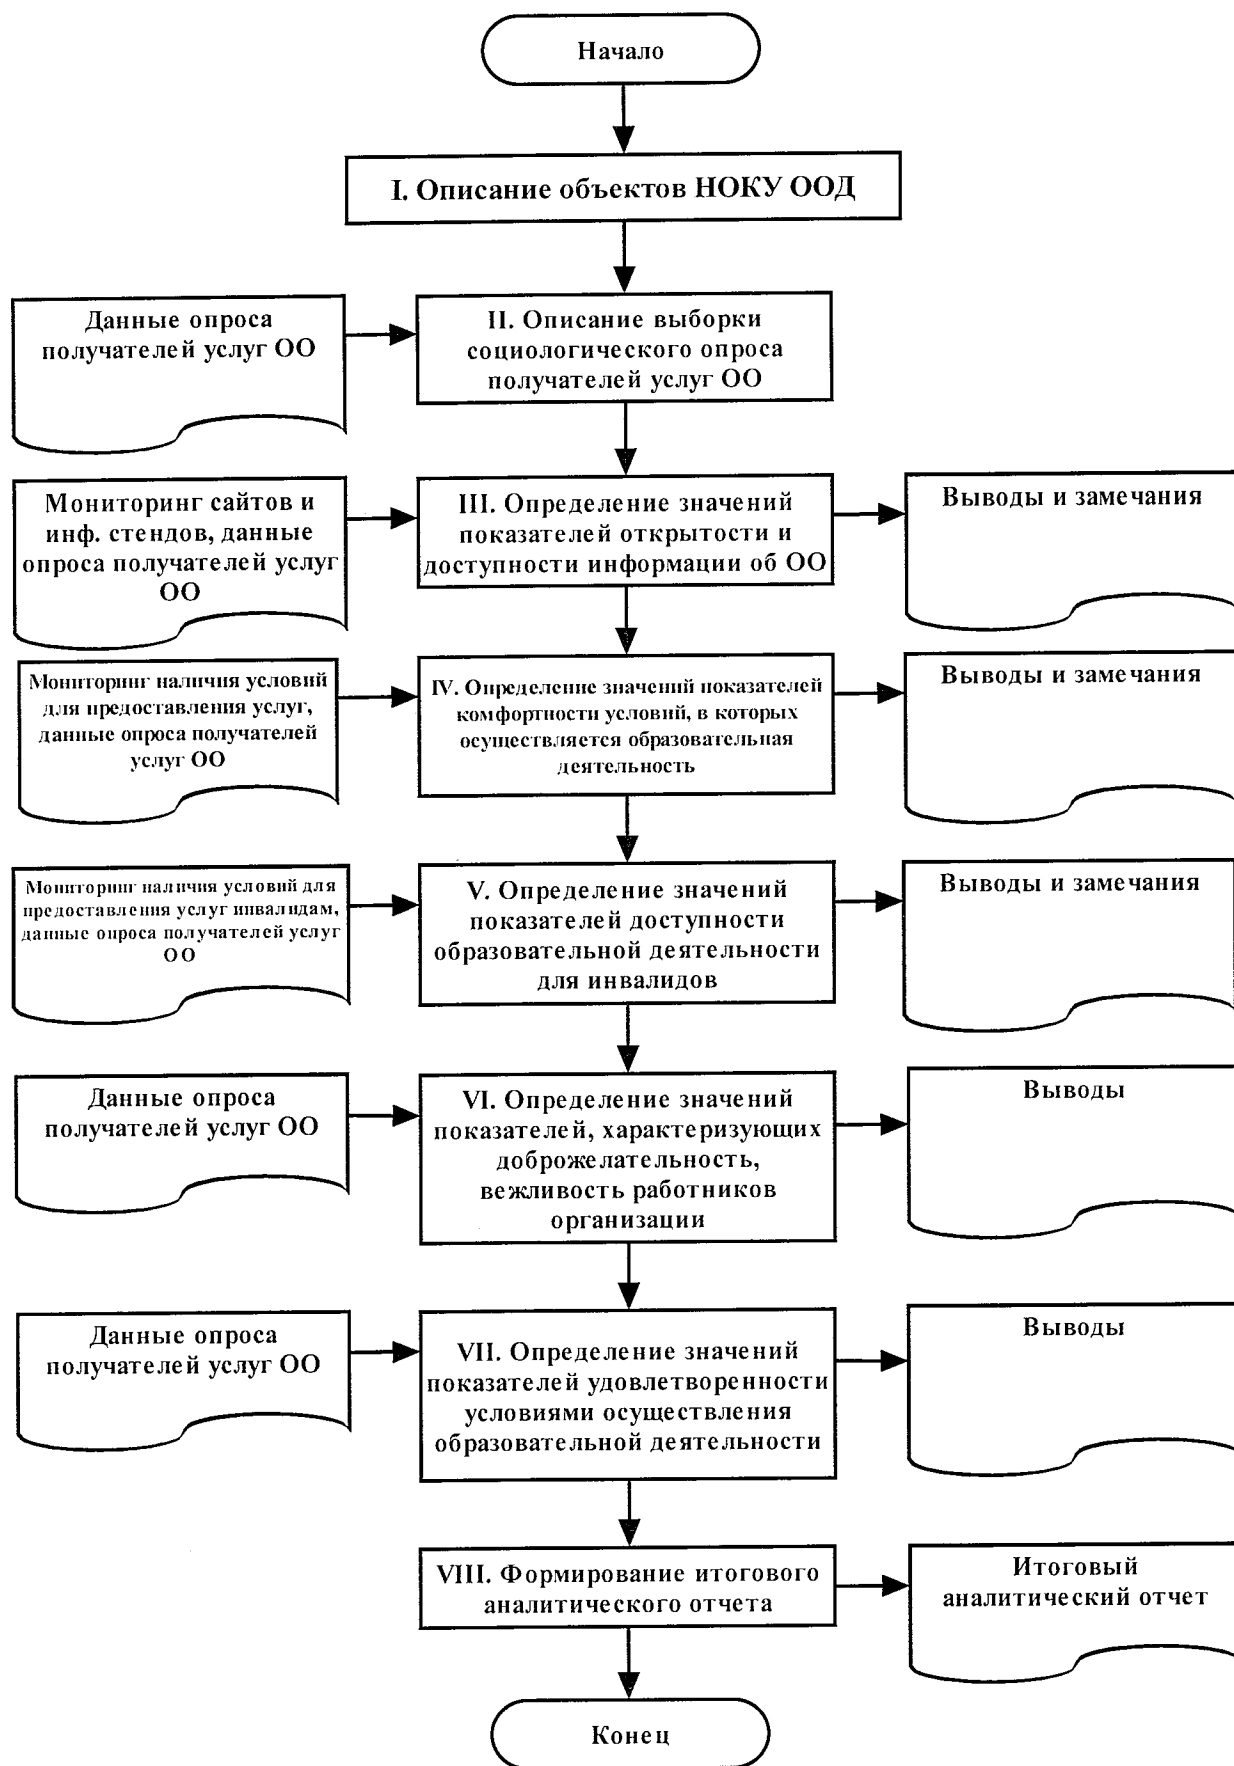 Начало
I. Описание объектов НОКУ ООД
Данные опроса
получателей услуг ОО
II. Описание выборки
социологического опроса
получателей услуг ОО
Мониторинг сайтов и
инф. стендов, данные
опроса получателей услуг
ОО
III. Определение значений
показателей открытости и
доступности информации об ОО
Выводы и замечания
Мониторинг наличия условий
для предоставления услуг,
данные опроса получателей
услуг ОО
IV. Определение значений показателей
комфортности условий, в которых
осуществляется образовательная
деятельность
Выводы и замечания
Мониторинг наличия условий для
предоставления услуг инвалидам,
данные опроса получателей услуг
ОО
V. Определение значений
показателей доступности
образовательной деятельности
для инвалидов
Выводы и замечания
Данные опроса
получателей услуг ОО
VI. Определение значений
показателей, характеризующих
доброжелательность,
вежливость работников
организации
Выводы
Данные опроса
получателей услуг ОО
VII. Определение значений
показателей удовлетворенности
условиями осуществления
образовательной деятельности
Выводы
VIII. Формирование итогового
аналитического отчета
Итоговый
аналитический отчет
Конец